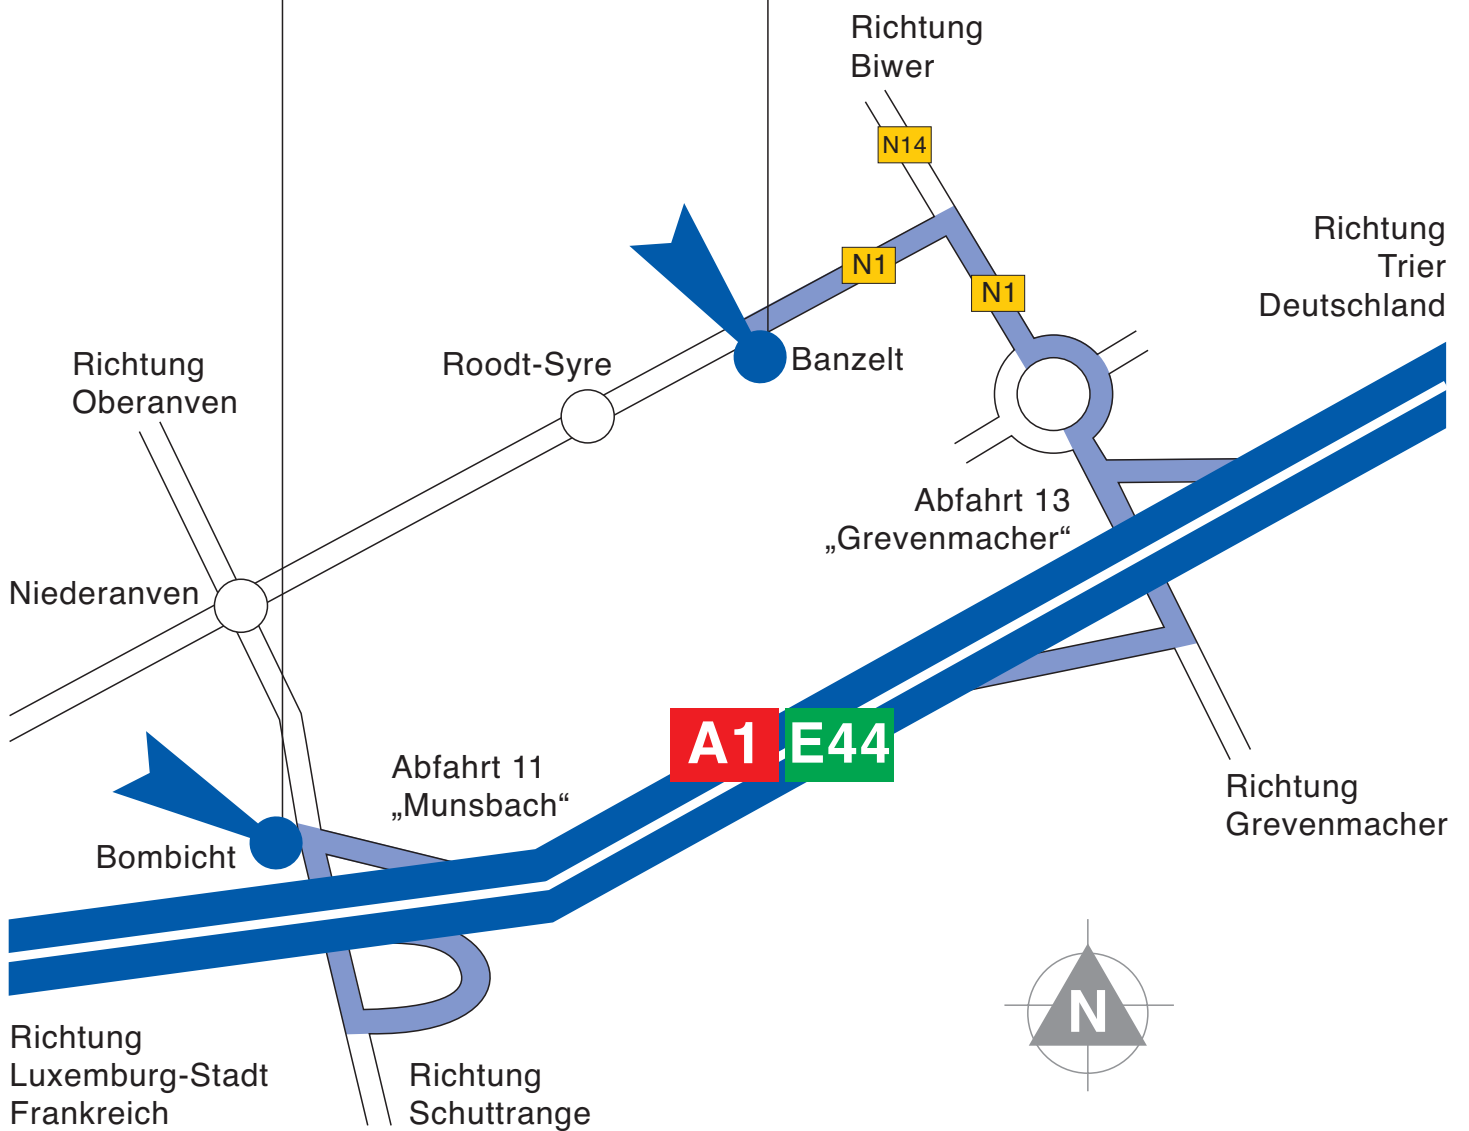 Richtung
Biwer
N14
Richtung
Trier
Deutschland
N1
N1
Richtung
Oberanven
Roodt-Syre
Banzelt
Abfahrt 13
„Grevenmacher“
Niederanven
A1 E44
Abfahrt 11
„Munsbach“
Richtung
Grevenmacher
Bombicht
N
Richtung
Luxemburg-Stadt
Frankreich
Richtung
Schuttrange